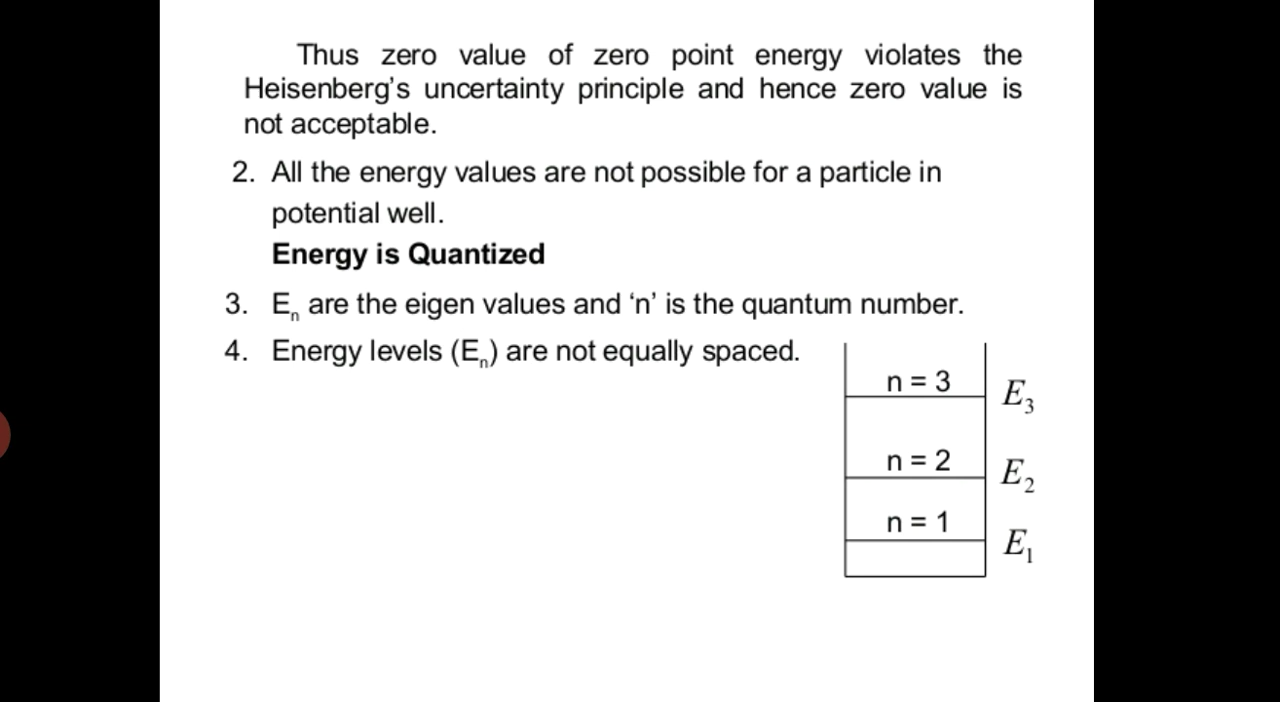 Thus zero value of zero point energy violates the
Heisenberg's uncertainty principle and hence zero value is
not acceptable.
2. All the energy values are not possible for a particle in
potential well.
Energy is Quantized
3. Eₙ are the eigen values and ‘n’ is the quantum number.
4. Energy levels (Eₙ) are not equally spaced.
n = 3 E₃
n = 2 E₂
n = 1 E₁